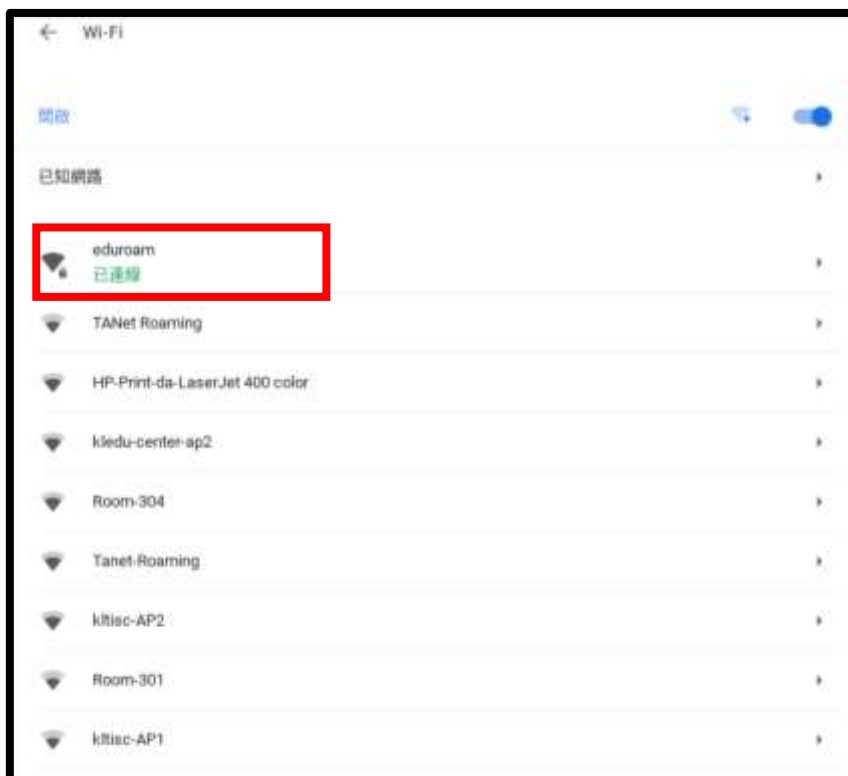 Wi-Fi
開啟
已知網路
eduroam
已連線
TANet Roaming
HP-Print-da-LaserJet 400 color
kledu-center-ap2
Room-304
Tanet-Roaming
kltisc-AP2
Room-301
kltisc-AP1